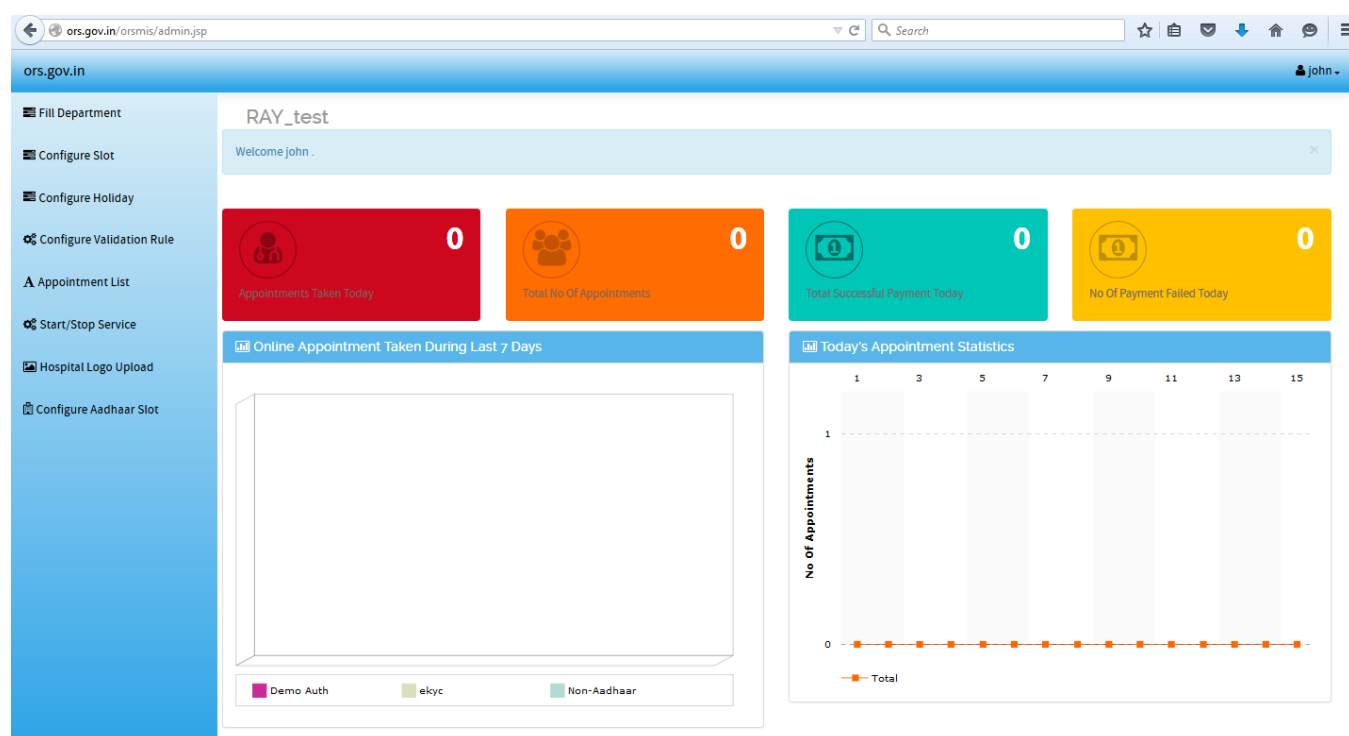 ors.gov.in/orsmis/admin.jsp
Search
ors.gov.in
john
Fill Department
Configure Slot
Configure Holiday
Configure Validation Rule
Appointment List
Start/Stop Service
Hospital Logo Upload
Configure Aadhaar Slot
RAY_test
Welcome john .
×
0
Appointments Taken Today
0
Total No Of Appointments
0
Total Successful Payment Today
0
No Of Payment Failed Today
Online Appointment Taken During Last 7 Days
Demo Auth ekyc Non-Aadhaar
Today's Appointment Statistics
1 3 5 7 9 11 13 15
1
No Of Appointments
0
Total